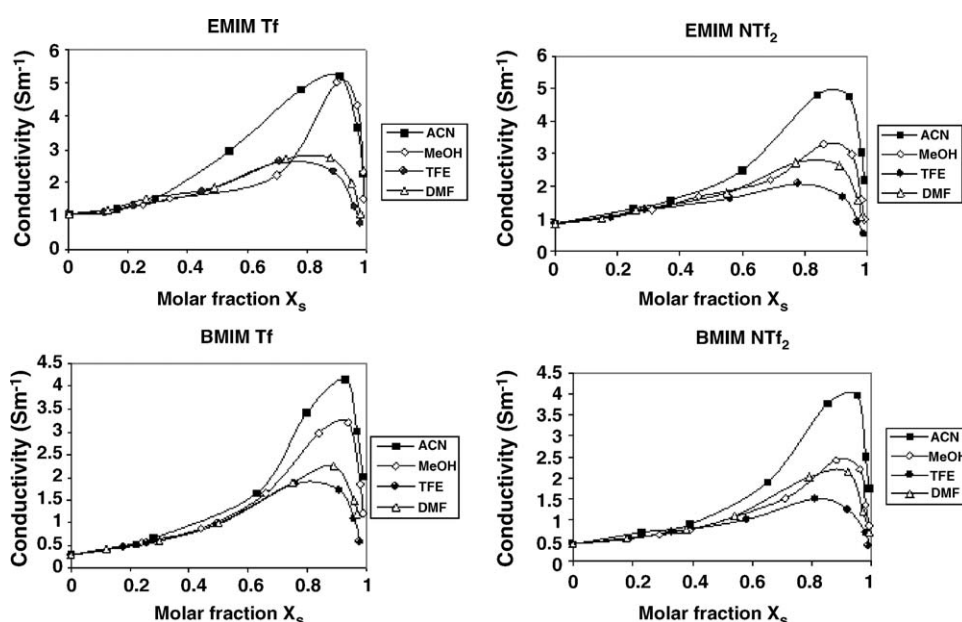 EMIM Tf
Conductivity (Sm⁻¹)
6
5
4
3
2
1
0
0 0.2 0.4 0.6 0.8 1
Molar fraction Xₛ
ACN
MeOH
TFE
DMF
EMIM NTf₂
Conductivity (Sm⁻¹)
6
5
4
3
2
1
0
0 0.2 0.4 0.6 0.8 1
Molar fraction Xₛ
ACN
MeOH
TFE
DMF
BMIM Tf
Conductivity (Sm⁻¹)
4.5
4
3.5
3
2.5
2
1.5
1
0.5
0
0 0.2 0.4 0.6 0.8 1
Molar fraction Xₛ
ACN
MeOH
TFE
DMF
BMIM NTf₂
Conductivity (Sm⁻¹)
4.5
4
3.5
3
2.5
2
1.5
1
0.5
0
0 0.2 0.4 0.6 0.8 1
Molar fraction Xₛ
ACN
MeOH
TFE
DMF